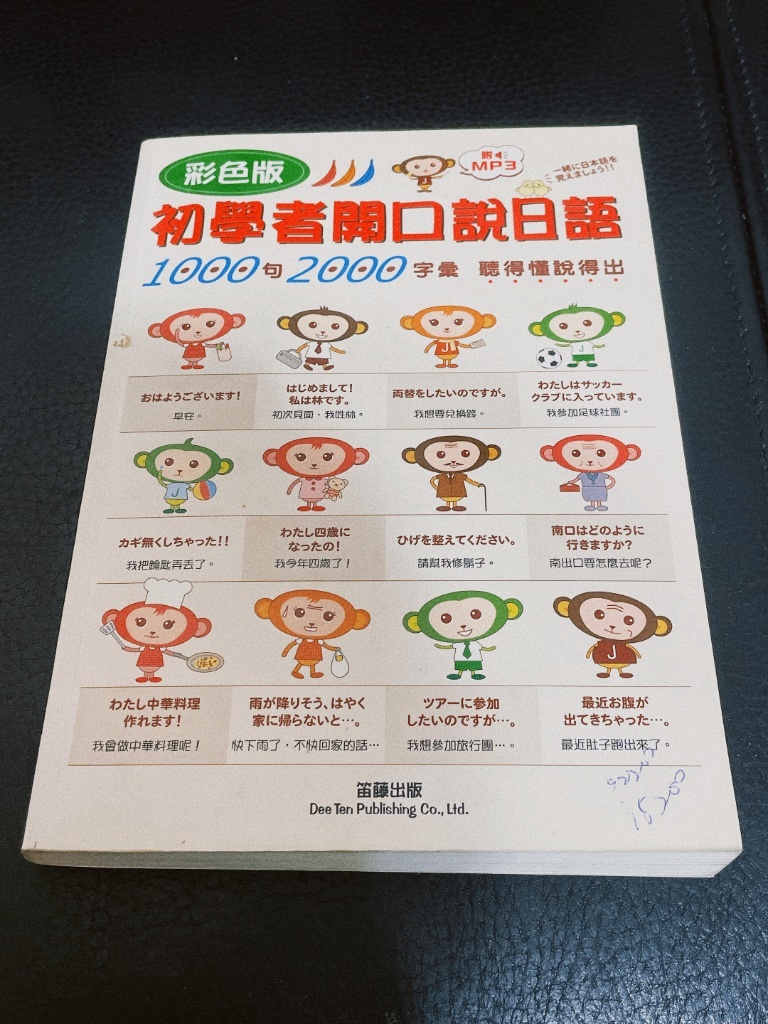 彩色版
附
MP3
一緒に日本語を
覚えましょう!!
初學者開口說日語
1000句2000字彙 聽得懂說得出
おはようございます!
早安。
はじめまして!
私は林です。
初次見面、我姓林。
両替をしたいのですが。
我想要兌換錢。
わたしはサッカー
クラブに入っています。
我參加足球社團。
カギ無くしちゃった!!
我把鑰匙弄丟了。
わたし四歳に
なったの!
我今年四歲了!
ひげを整えてください。
請幫我修鬍子。
南口はどのように
行きますか?
南出口要怎麼去呢?
わたし中華料理
作れます!
我會做中華料理呢!
雨が降りそう、はやく
家に帰らないと…。
快下雨了,不快回家的話…
ツアーに参加
したいのですが…。
我想參加旅行團…。
最近お腹が
出てきちゃった…。
最近肚子跑出來了。
笛藤出版
Dee Ten Publishing Co., Ltd.